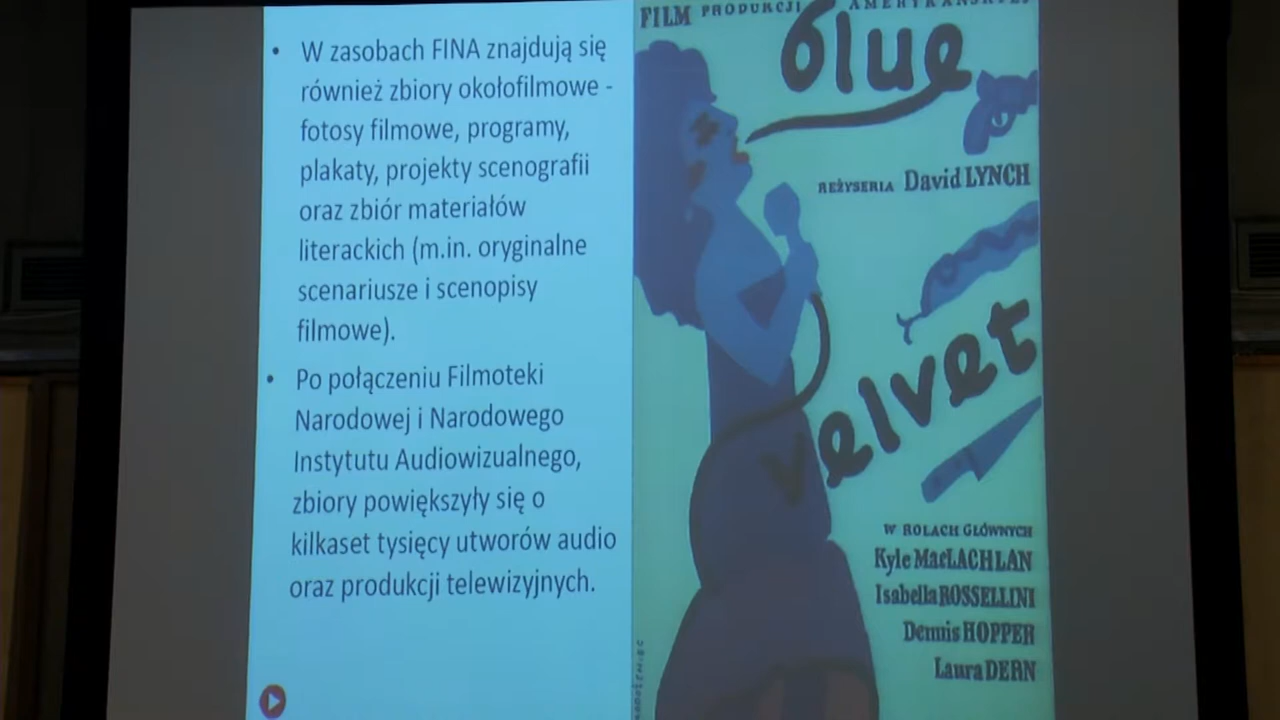 • W zasobach FINA znajdują się
również zbiory okołofilmowe -
fotosy filmowe, programy,
plakaty, projekty scenografii
oraz zbiór materiałów
literackich (m.in. oryginalne
scenariusze i scenopisy
filmowe).
• Po połączeniu Filmoteki
Narodowej i Narodowego
Instytutu Audiowizualnego,
zbiory powiększyły się o
kilkaset tysięcy utworów audio
oraz produkcji telewizyjnych.
FILM PRODUKCJI AMERYKAŃSKIEJ
blue
REŻYSERIA David LYNCH
velvet
W ROLACH GŁÓWNYCH
Kyle MacLACHLAN
Isabella ROSSELLINI
Dennis HOPPER
Laura DERN